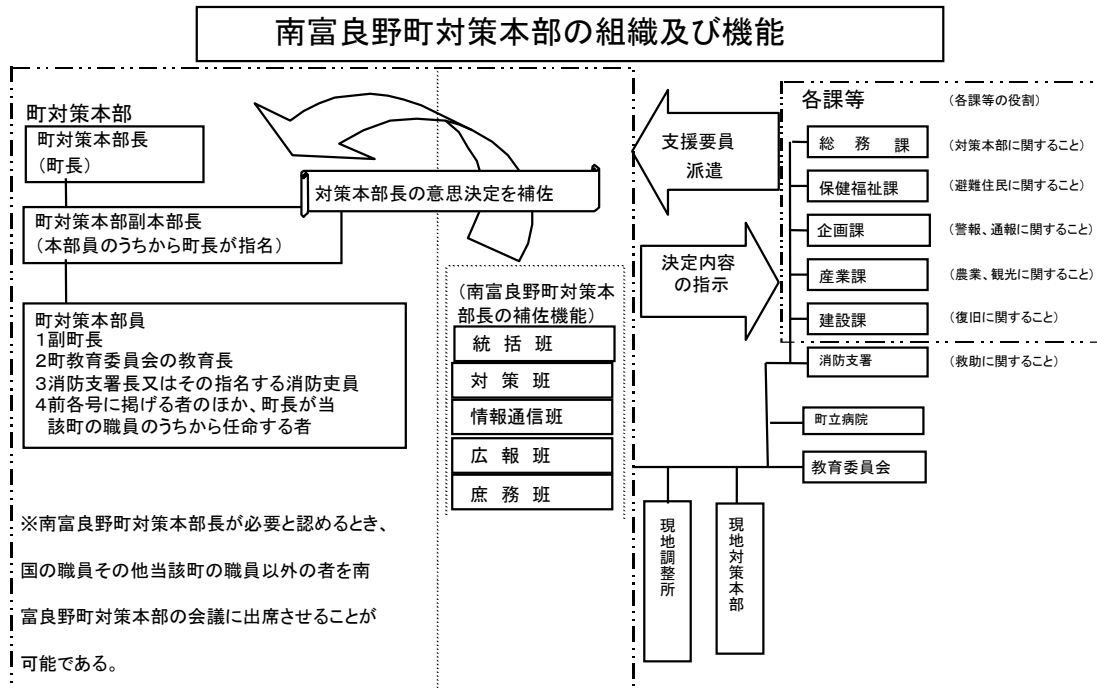 南富良野町対策本部の組織及び機能
町対策本部
町対策本部長
（町長）
町対策本部副本部長
（本部員のうちから町長が指名）
町対策本部員
１副町長
２町教育委員会の教育長
３消防支署長又はその指名する消防吏員
４前各号に掲げる者のほか、町長が当
該町の職員のうちから任命する者
※南富良野町対策本部長が必要と認めるとき、
国の職員その他当該町の職員以外の者を南
富良野町対策本部の会議に出席させることが
可能である。
対策本部長の意思決定を補佐
（南富良野町対策本
部長の補佐機能）
統括班
対策班
情報通信班
広報班
庶務班
支援要員
派遣
決定内容
の指示
各課等
（各課等の役割）
総務課
（対策本部に関すること）
保健福祉課
（避難住民に関すること）
企画課
（警報、通報に関すること）
産業課
（農業、観光に関すること）
建設課
（復旧に関すること）
消防支署
（救助に関すること）
町立病院
教育委員会
現地調整所
現地対策本部